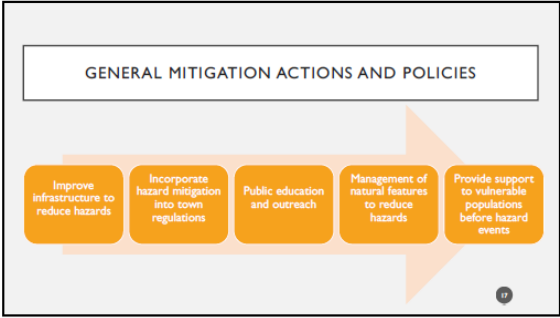 GENERAL MITIGATION ACTIONS AND POLICIES
Improve
infrastructure to
reduce hazards
Incorporate
hazard mitigation
into town
regulations
Public education
and outreach
Management of
natural features
to reduce
hazards
Provide support
to vulnerable
populations
before hazard
events
17